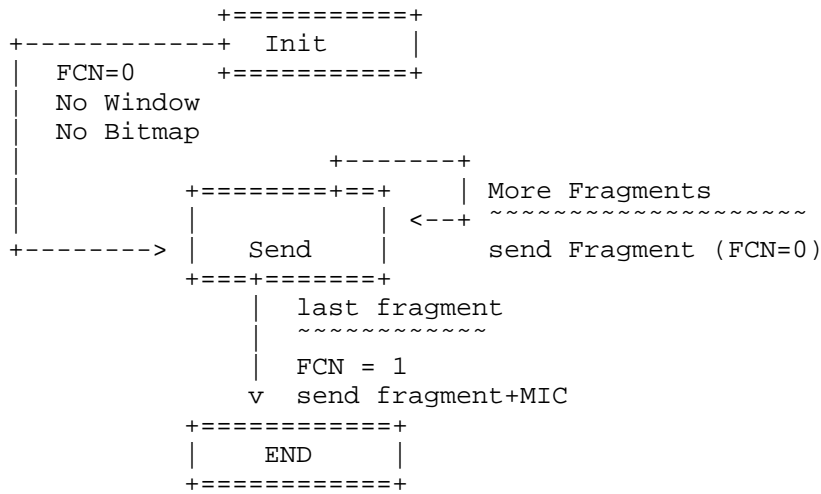 Init
FCN=0
No Window
No Bitmap
More Fragments
~~~~~~~~~~~~~~~~~~~~
Send
send Fragment (FCN=0)
last fragment
~~~~~~~~~~~~
FCN = 1
send fragment+MIC
END